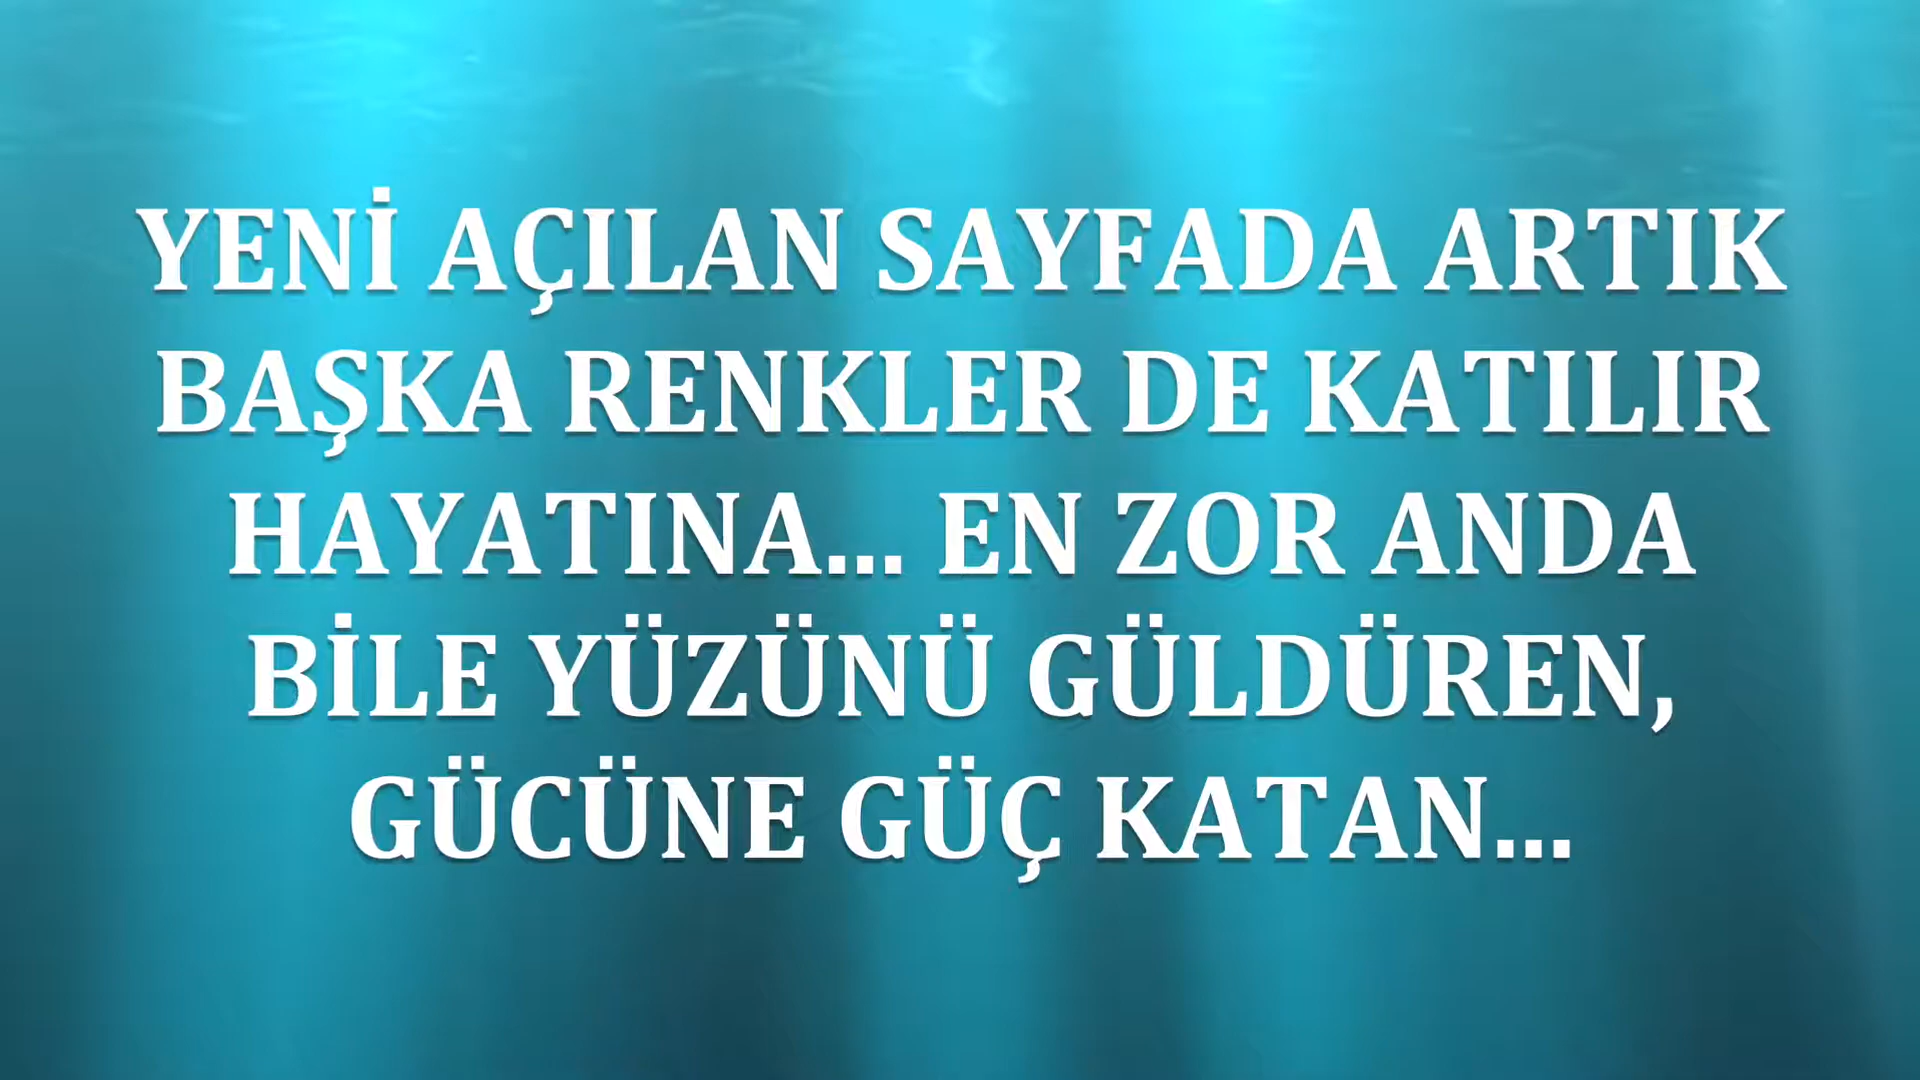 YENİ AÇILAN SAYFADA ARTIK
BAŞKA RENKLER DE KATILIR
HAYATINA... EN ZOR ANDA
BİLE YÜZÜNÜ GÜLDÜREN,
GÜCÜNE GÜÇ KATAN...